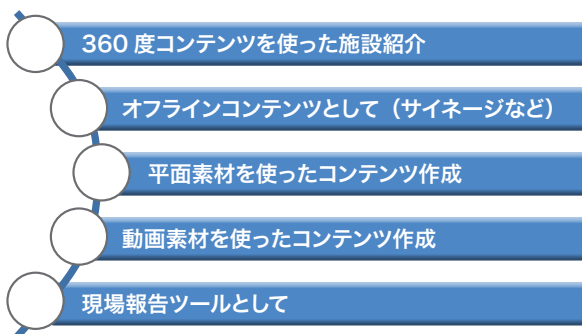 360 度コンテンツを使った施設紹介
オフラインコンテンツとして（サイネージなど）
平面素材を使ったコンテンツ作成
動画素材を使ったコンテンツ作成
現場報告ツールとして